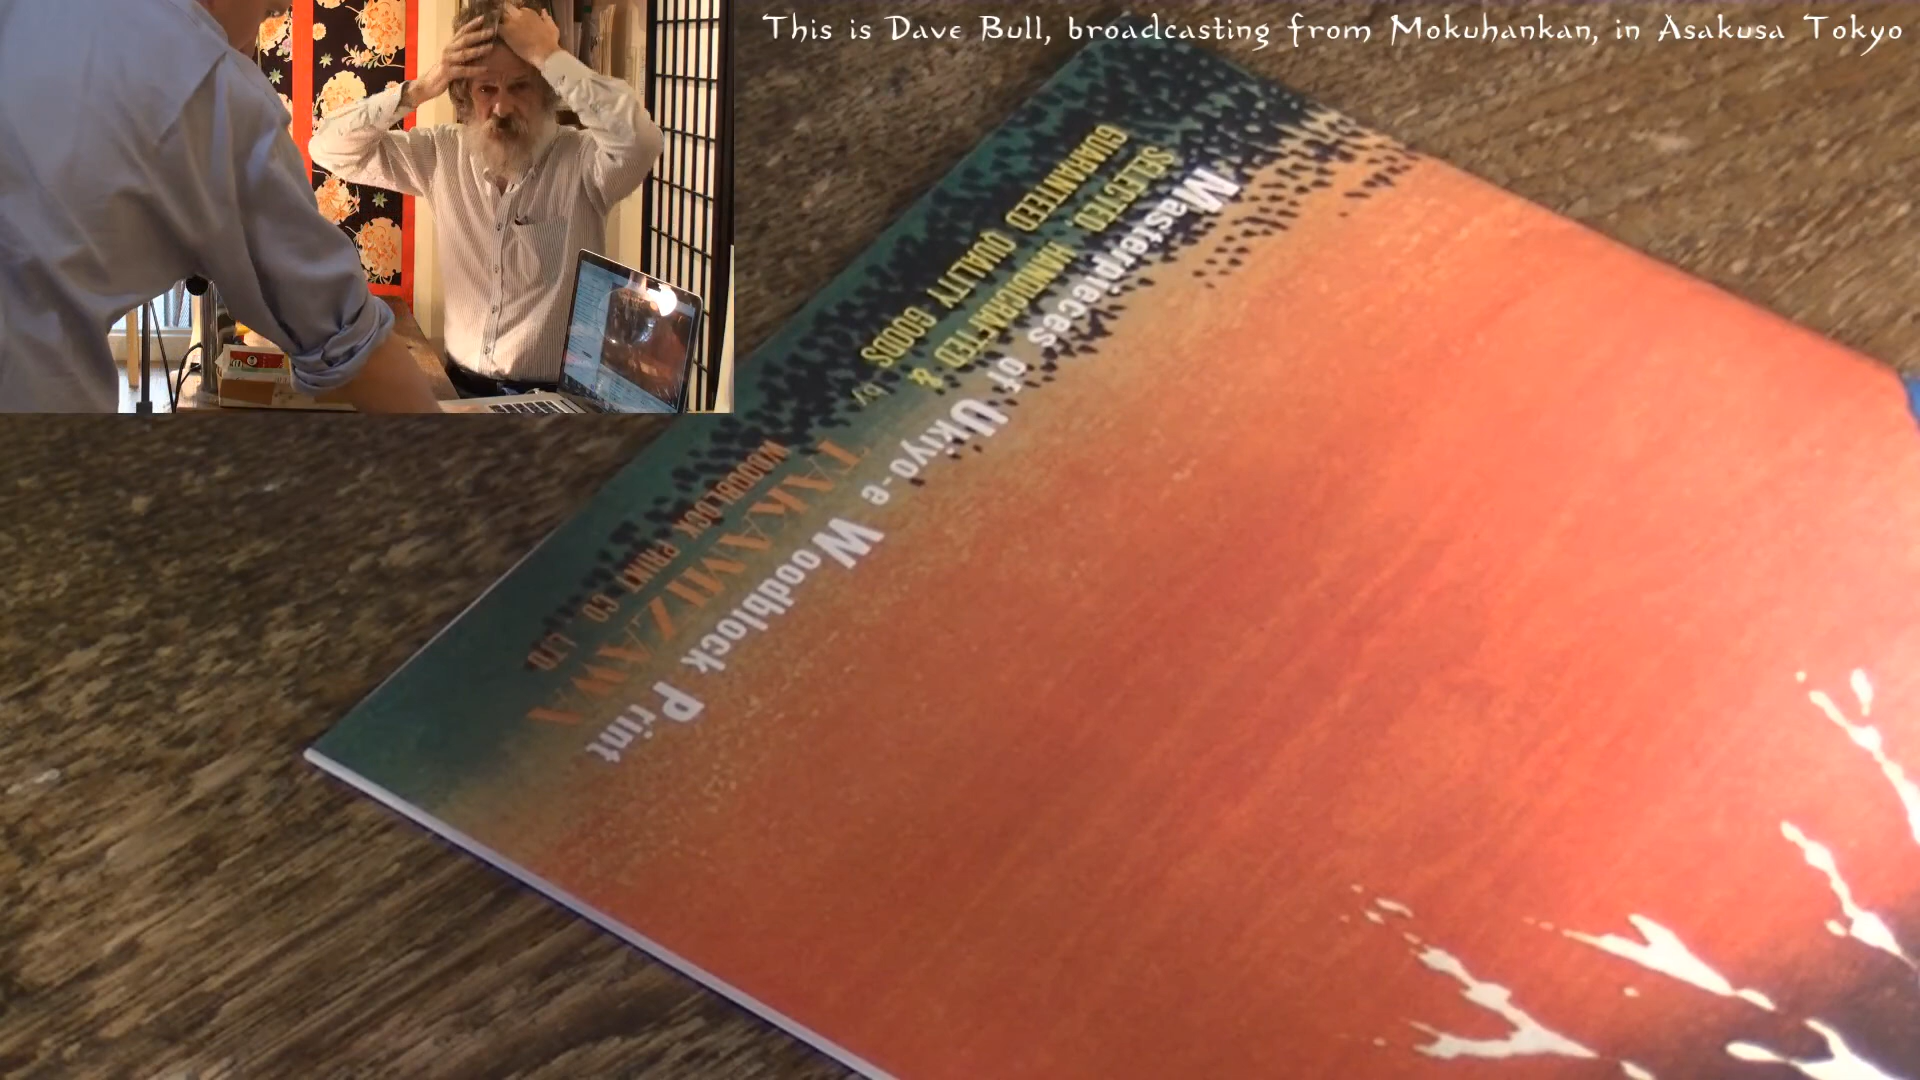 This is Dave Bull, broadcasting from Mokuhankan, in Asakusa Tokyo
Masterpieces of Ukiyo-e Woodblock Print
SELECTED HANDCRAFTED &
GUARANTEED QUALITY GOODS by
TAKAMIZAWA
WOODBLOCK PRINT CO., LTD